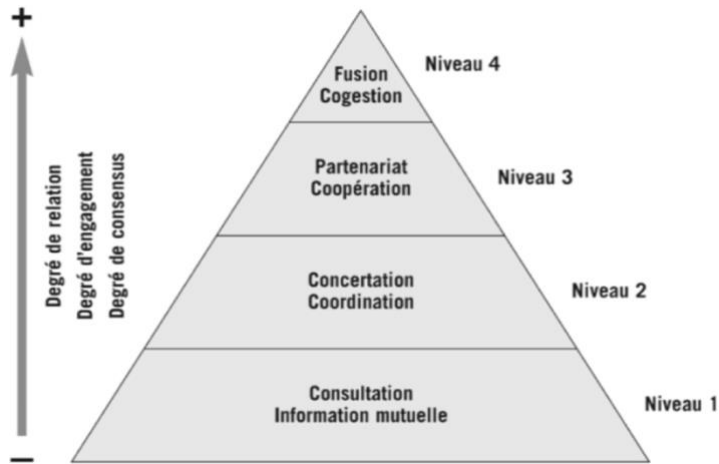 +
Fusion
Cogestion
Niveau 4
Partenariat
Coopération
Niveau 3
Degré de relation
Degré d'engagement
Degré de consensus
Concertation
Coordination
Niveau 2
Consultation
Information mutuelle
Niveau 1
–